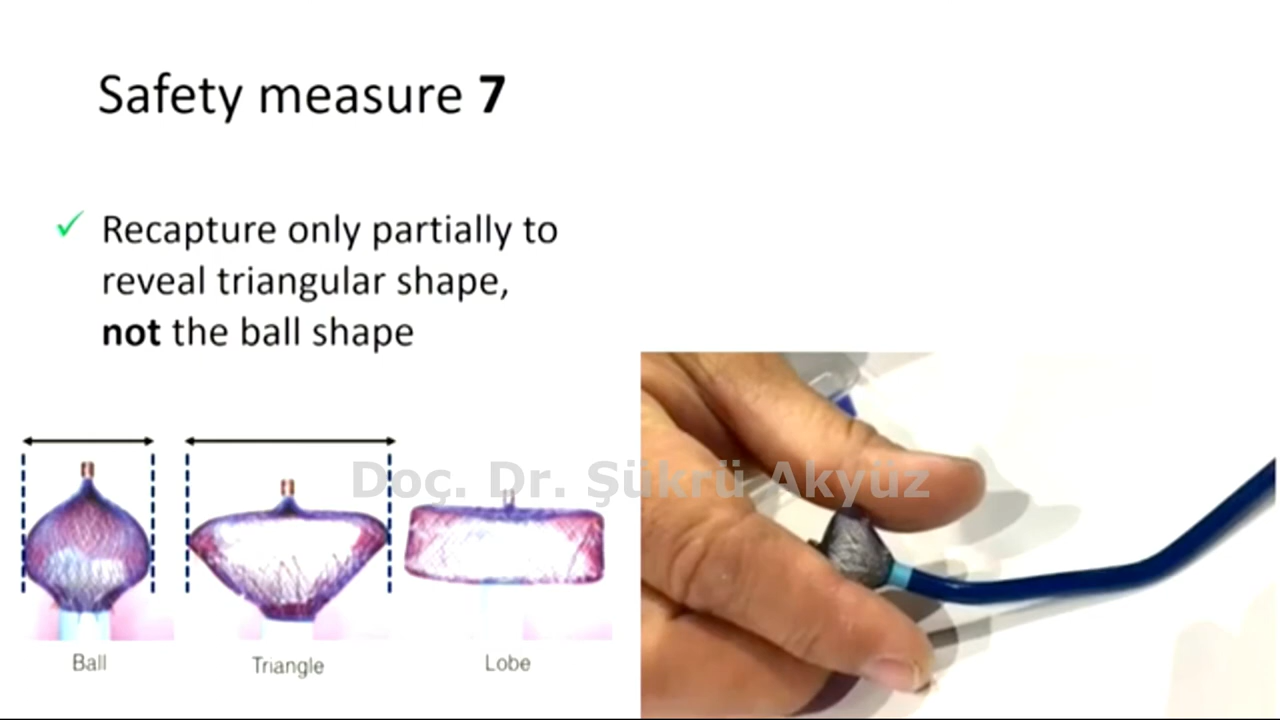 Safety measure 7
✓ Recapture only partially to
reveal triangular shape,
not the ball shape
Doç. Dr. Şükrü Akyüz
Ball
Triangle
Lobe